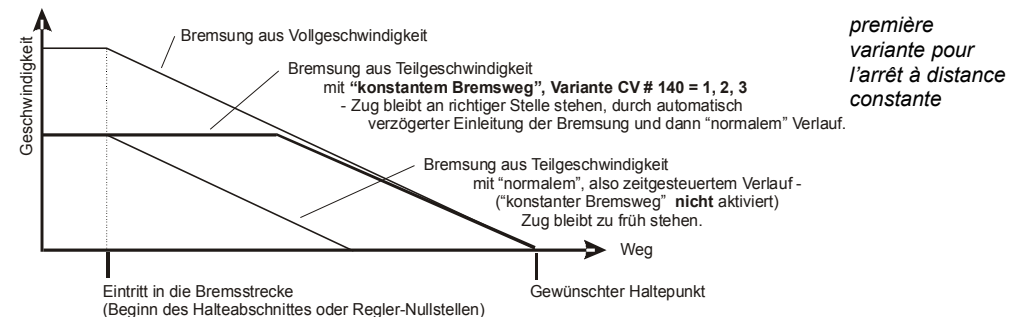 Geschwindigkeit
Bremsung aus Vollgeschwindigkeit
Bremsung aus Teilgeschwindigkeit
mit “konstantem Bremsweg”, Variante CV # 140 = 1, 2, 3
- Zug bleibt an richtiger Stelle stehen, durch automatisch
verzögerter Einleitung der Bremsung und dann “normalem” Verlauf.
Bremsung aus Teilgeschwindigkeit
mit “normalem”, also zeitgesteuertem Verlauf -
(“konstanter Bremsweg” nicht aktiviert)
Zug bleibt zu früh stehen.
Weg
Eintritt in die Bremsstrecke
(Beginn des Halteabschnittes oder Regler-Nullstellen)
Gewünschter Haltepunkt
première
variante pour
l’arrêt à distance
constante